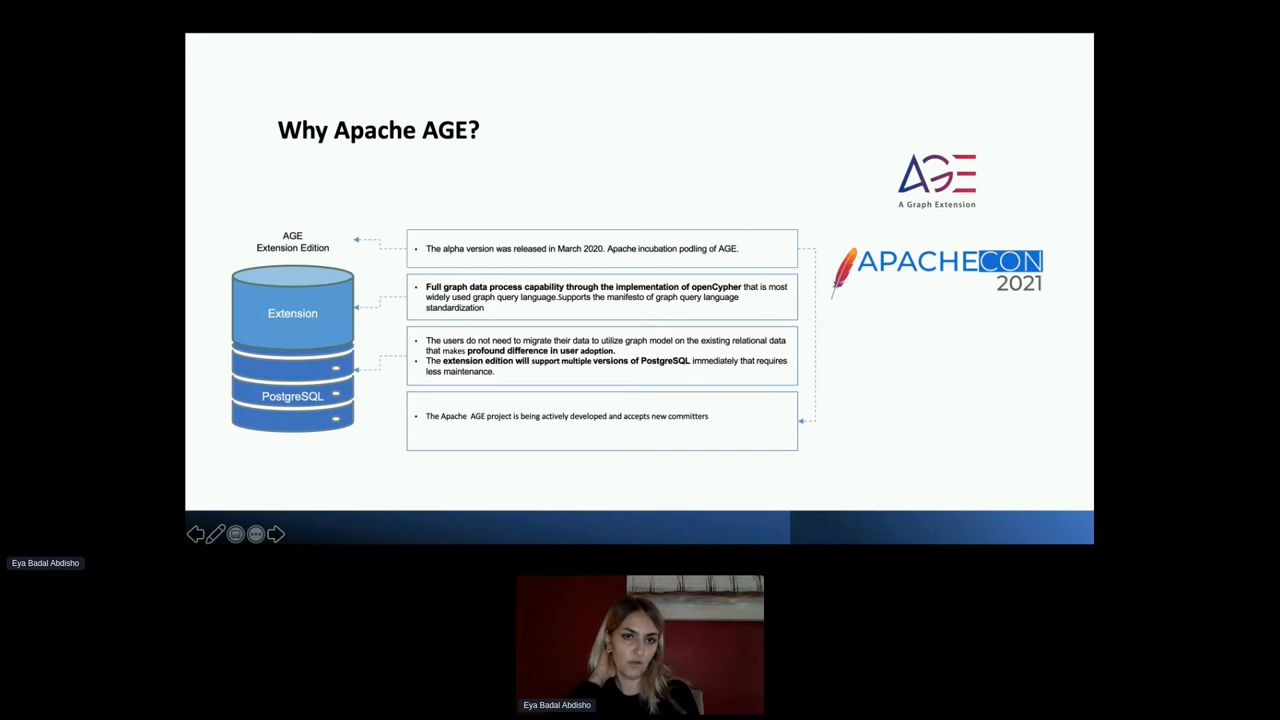 Why Apache AGE?
AGE
A Graph Extension
AGE
Extension Edition
• The alpha version was released in March 2020. Apache incubation podling of AGE.
APACHECON
2021
• Full graph data process capability through the implementation of openCypher that is most
widely used graph query language.Supports the manifesto of graph query language
standardization
Extension
• The users do not need to migrate their data to utilize graph model on the existing relational data
that makes profound difference in user adoption.
• The extension edition will support multiple versions of PostgreSQL immediately that requires
less maintenance.
PostgreSQL
• The Apache AGE project is being actively developed and accepts new committers
Eya Badal Abdisho
Eya Badal Abdisho